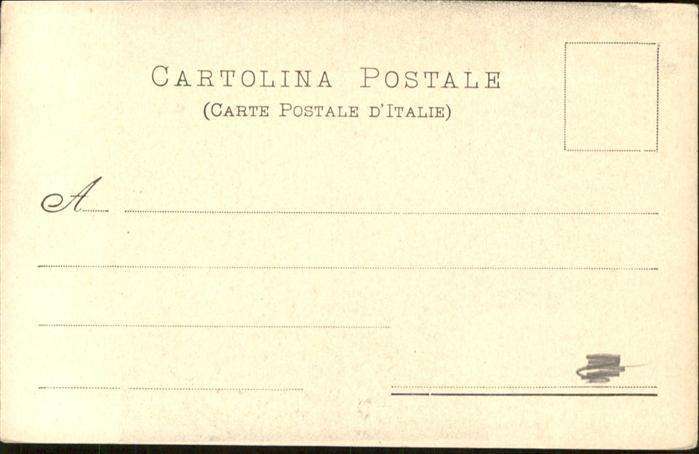 CARTOLINA POSTALE
(CARTE POSTALE D'ITALIE)
A